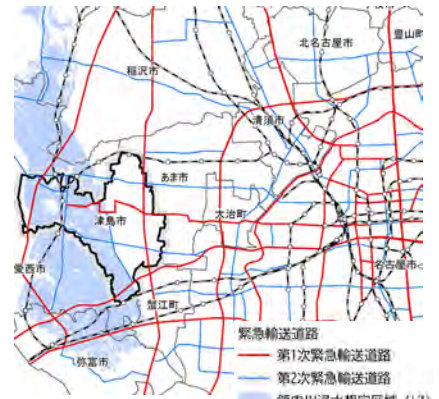 豊山町
北名古屋市
稲沢市
清須市
あま市
津島市
大治町
愛西市
名古屋市
蟹江町
弥富市
緊急輸送道路
第1次緊急輸送道路
第2次緊急輸送道路